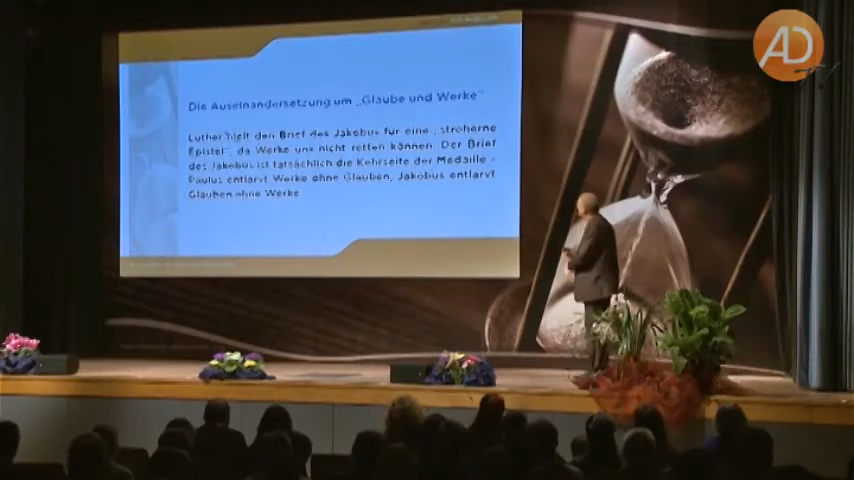 AD
Die Auseinandersetzung um „Glaube und Werke"
Luther hielt den Brief des Jakobus für eine „stroherne
Epistel", da Werke uns nicht retten können. Der Brief
des Jakobus ist tatsächlich die Kehrseite der Medaille -
Paulus entlarvt Werke ohne Glauben, Jakobus entlarvt
Glauben ohne Werke